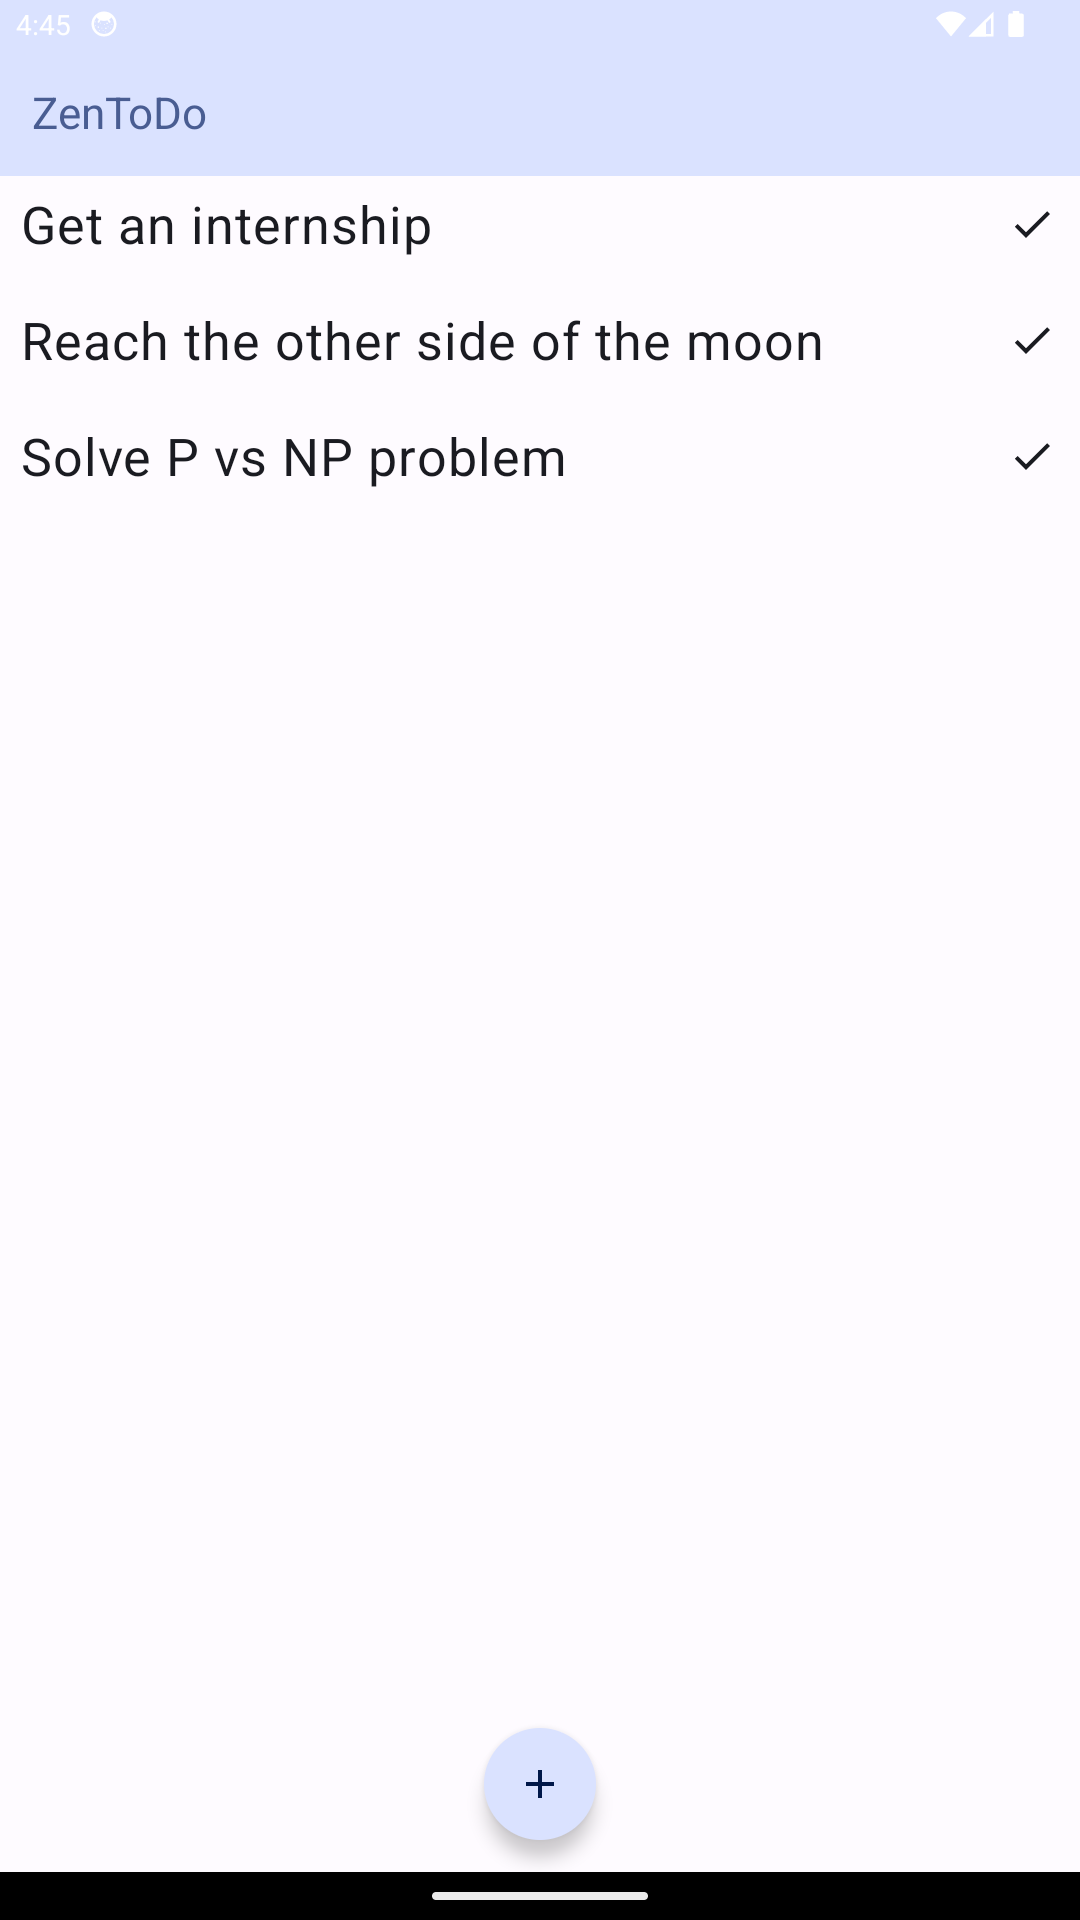 4:45
ZenToDo
Get an internship
Reach the other side of the moon
Solve P vs NP problem